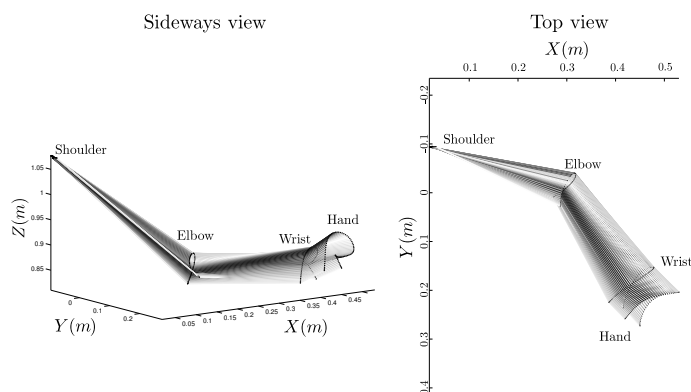 Sideways view
Shoulder
1.05
1
0.95
0.9
0.85
Z(m)
Elbow
Wrist
Hand
0
0.1
0.2
Y(m)
0.05
0.1
0.15
0.2
0.25
0.3
0.35
0.4
0.45
X(m)
Top view
X(m)
0.1
0.2
0.3
0.4
0.5
-0.2
-0.1
0
0.1
0.2
0.3
0.4
Y(m)
Shoulder
Elbow
Wrist
Hand